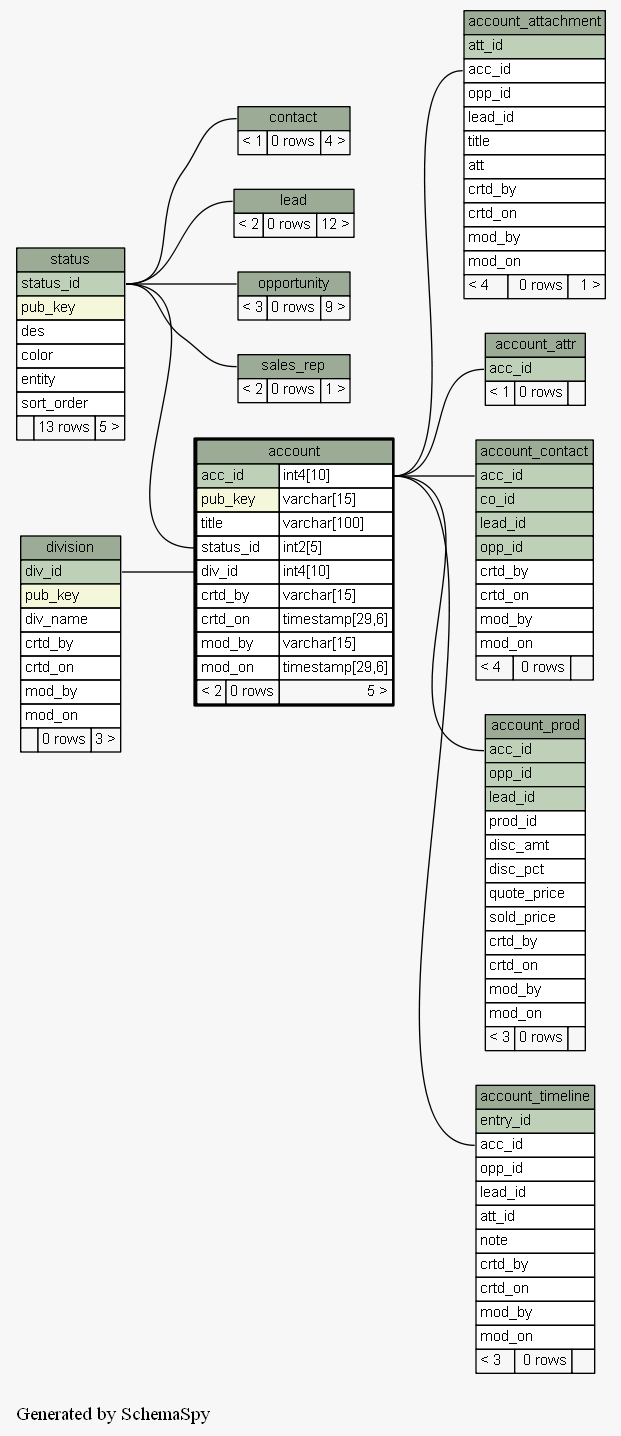 account_attachment
att_id
acc_id
opp_id
lead_id
title
att
crtd_by
crtd_on
mod_by
mod_on
< 4 0 rows 1 >
contact
< 1 0 rows 4 >
lead
< 2 0 rows 12 >
opportunity
< 3 0 rows 9 >
sales_rep
< 2 0 rows 1 >
status
status_id
pub_key
des
color
entity
sort_order
13 rows 5 >
account_attr
acc_id
< 1 0 rows
account
acc_id int4[10]
pub_key varchar[15]
title varchar[100]
status_id int2[5]
div_id int4[10]
crtd_by varchar[15]
crtd_on timestamp[29,6]
mod_by varchar[15]
mod_on timestamp[29,6]
< 2 0 rows 5 >
account_contact
acc_id
co_id
lead_id
opp_id
crtd_by
crtd_on
mod_by
mod_on
< 4 0 rows
division
div_id
pub_key
div_name
crtd_by
crtd_on
mod_by
mod_on
0 rows 3 >
account_prod
acc_id
opp_id
lead_id
prod_id
disc_amt
disc_pct
quote_price
sold_price
crtd_by
crtd_on
mod_by
mod_on
< 3 0 rows
account_timeline
entry_id
acc_id
opp_id
lead_id
att_id
note
crtd_by
crtd_on
mod_by
mod_on
< 3 0 rows
Generated by SchemaSpy